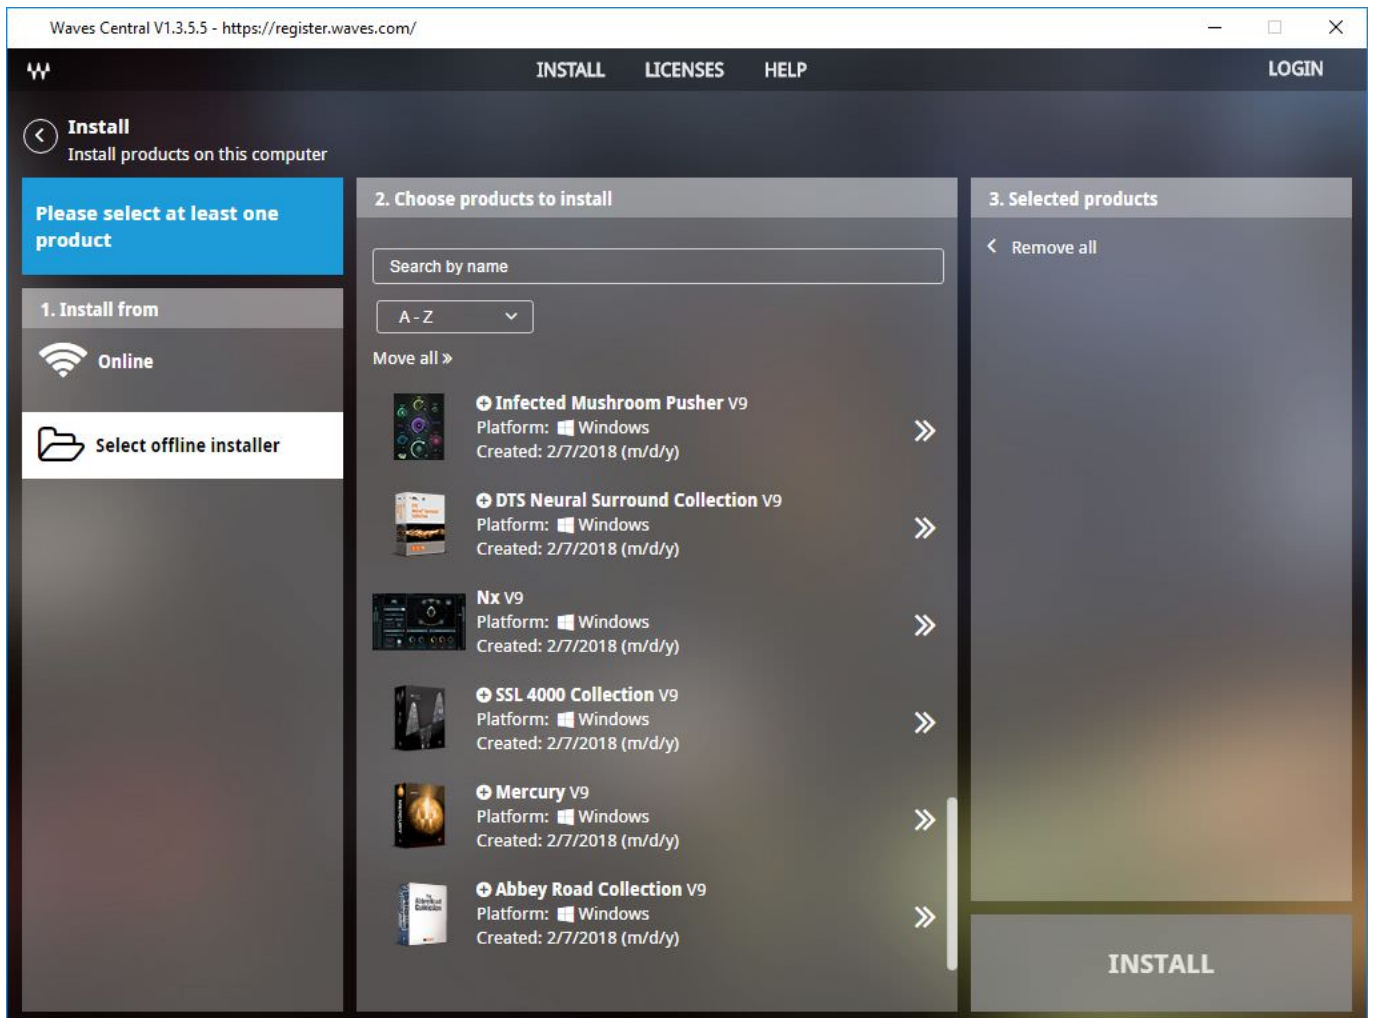 Waves Central V1.3.5.5 - https://register.waves.com/
INSTALL LICENSES HELP LOGIN
Install
Install products on this computer
Please select at least one
product
1. Install from
Online
Select offline installer
2. Choose products to install
Search by name
A - Z
Move all »
Infected Mushroom Pusher V9
Platform: Windows
Created: 2/7/2018 (m/d/y)
DTS Neural Surround Collection V9
Platform: Windows
Created: 2/7/2018 (m/d/y)
Nx V9
Platform: Windows
Created: 2/7/2018 (m/d/y)
SSL 4000 Collection V9
Platform: Windows
Created: 2/7/2018 (m/d/y)
Mercury V9
Platform: Windows
Created: 2/7/2018 (m/d/y)
Abbey Road Collection V9
Platform: Windows
Created: 2/7/2018 (m/d/y)
3. Selected products
Remove all
INSTALL